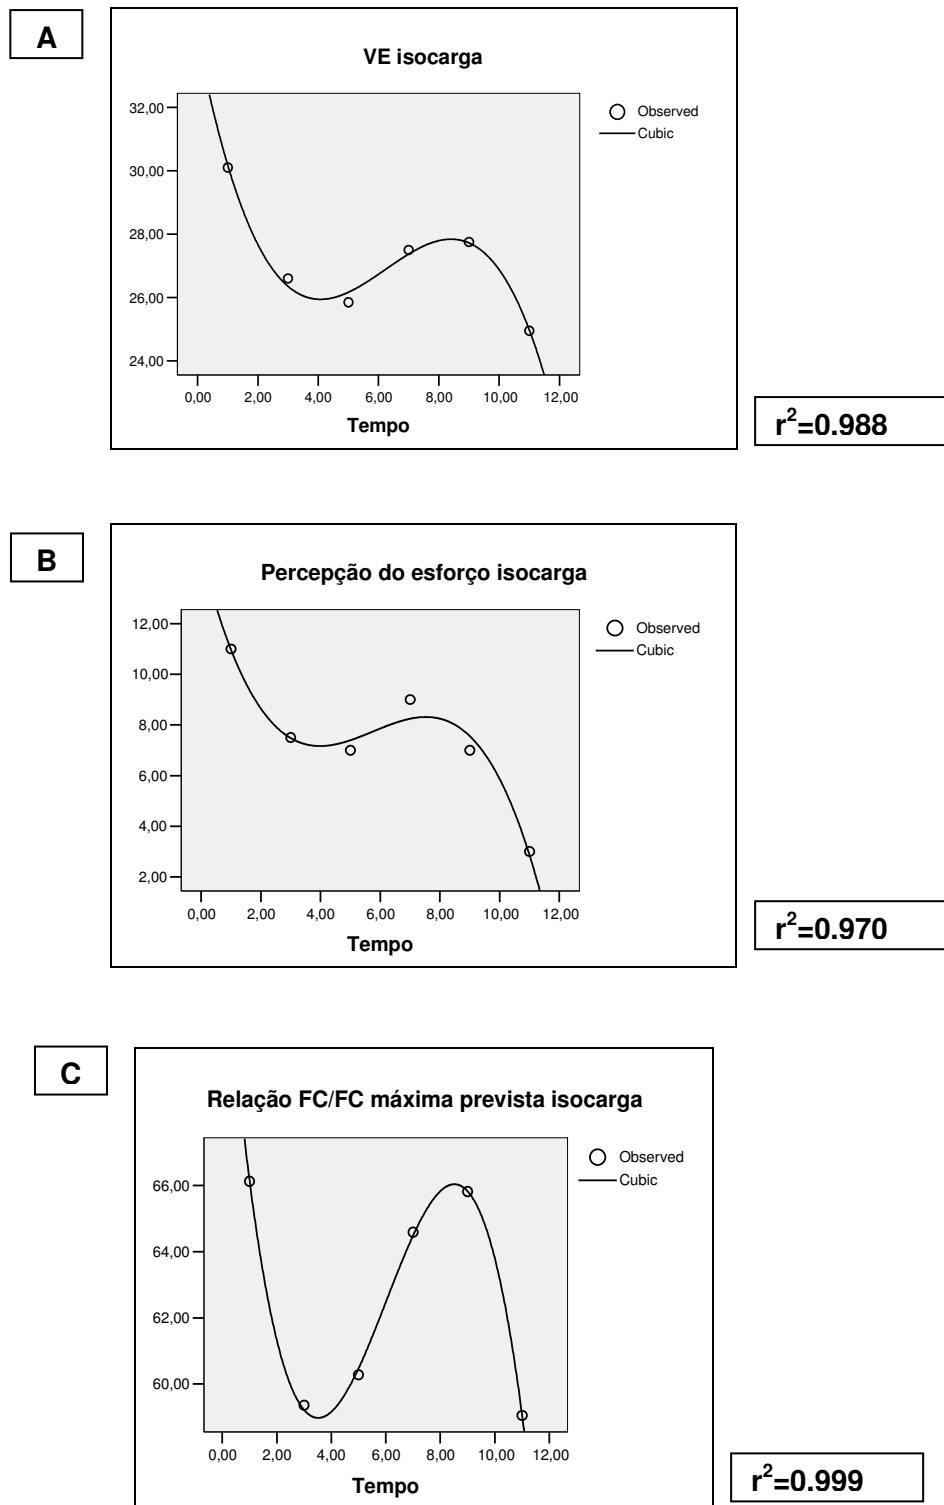 A
VE isocarga
32,00
30,00
28,00
26,00
24,00
0,00 2,00 4,00 6,00 8,00 10,00 12,00
Tempo
Observed
Cubic
r²=0.988
B
Percepção do esforço isocarga
12,00
10,00
8,00
6,00
4,00
2,00
0,00 2,00 4,00 6,00 8,00 10,00 12,00
Tempo
Observed
Cubic
r²=0.970
C
Relação FC/FC máxima prevista isocarga
66,00
64,00
62,00
60,00
0,00 2,00 4,00 6,00 8,00 10,00 12,00
Tempo
Observed
Cubic
r²=0.999